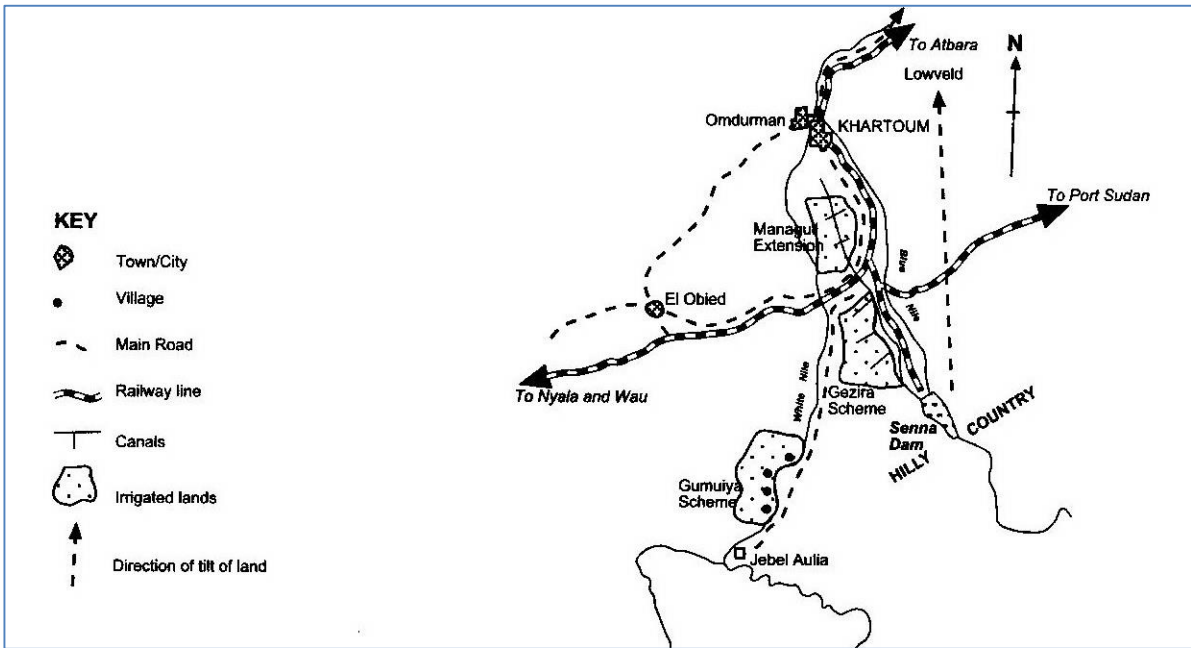 To Atbara
N
Lowveld
Omdurman
KHARTOUM
To Port Sudan
KEY
Town/City
Village
Main Road
Railway line
Canals
Irrigated lands
Direction of tilt of land
Managuil
Extension
Blue
Nile
El Obied
To Nyala and Wau
White Nile
Gezira
Scheme
Senna
Dam
HILLY COUNTRY
Gumuiya
Scheme
Jebel Aulia